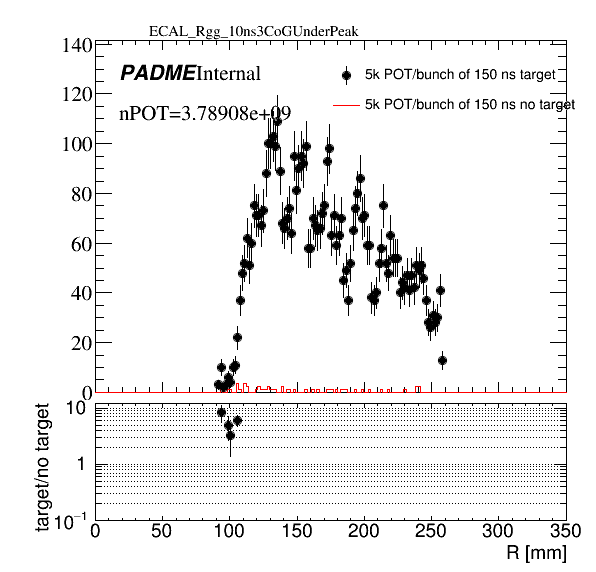 ECAL_Rgg_10ns3CoGUnderPeak
140
PADME Internal
5k POT/bunch of 150 ns target
120
5k POT/bunch of 150 ns no target
nPOT=3.78908e+09
100
80
60
40
20
0
10
1
10⁻¹
target/no target
0 50 100 150 200 250 300 350
R [mm]